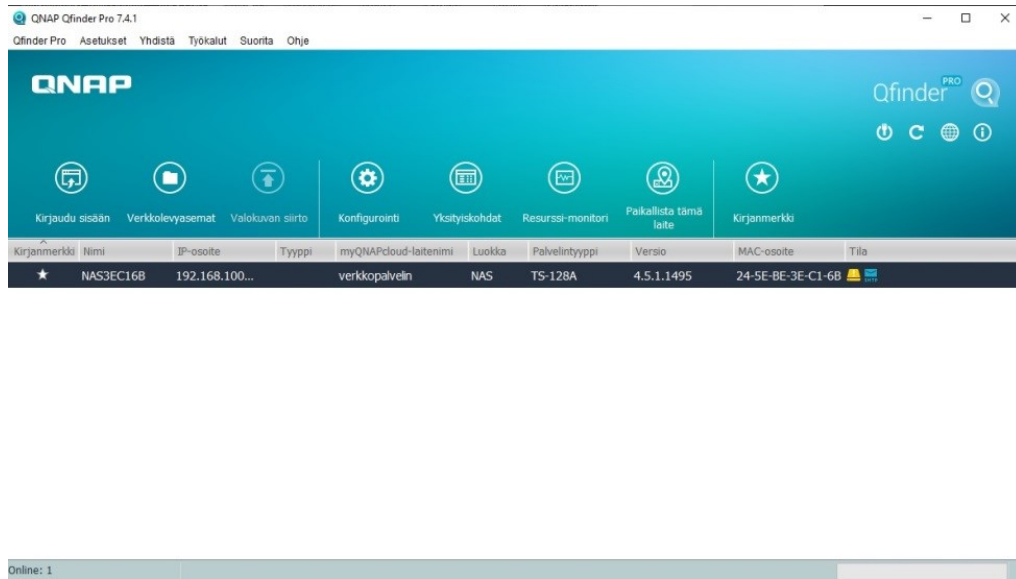 QNAP Qfinder Pro 7.4.1
Qfinder Pro Asetukset Yhdistä Työkalut Suorita Ohje
QNAP
Qfinder PRO
Kirjaudu sisään Verkkolevyasemat Valokuvan siirto Konfigurointi Yksityiskohdat Resurssi-monitori Paikallista tämä laite Kirjanmerkki
Kirjanmerkki Nimi IP-osoite Tyyppi myQNAPcloud-laitenimi Luokka Palvelintyyppi Versio MAC-osoite Tila
NAS3EC16B 192.168.100... verkkopalvelin NAS TS-128A 4.5.1.1495 24-5E-BE-3E-C1-6B
Online: 1